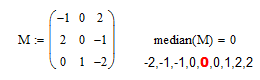 M := ( -1 0 2
2 0 -1
0 1 -2 )
median(M) = 0
-2,-1,-1,0,0,0,1,2,2